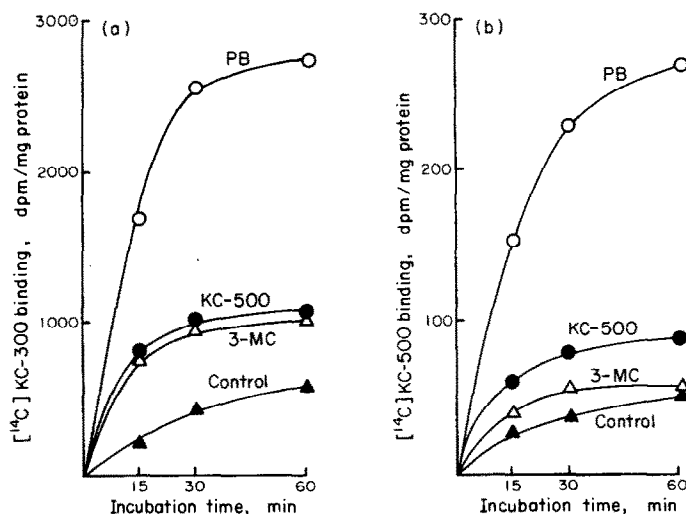 (a)
[¹⁴C] KC-300 binding, dpm/mg protein
3000
2000
1000
PB
KC-500
3-MC
Control
15 30 60
Incubation time, min
(b)
[¹⁴C] KC-500 binding, dpm/mg protein
300
200
100
PB
KC-500
3-MC
Control
15 30 60
Incubation time, min